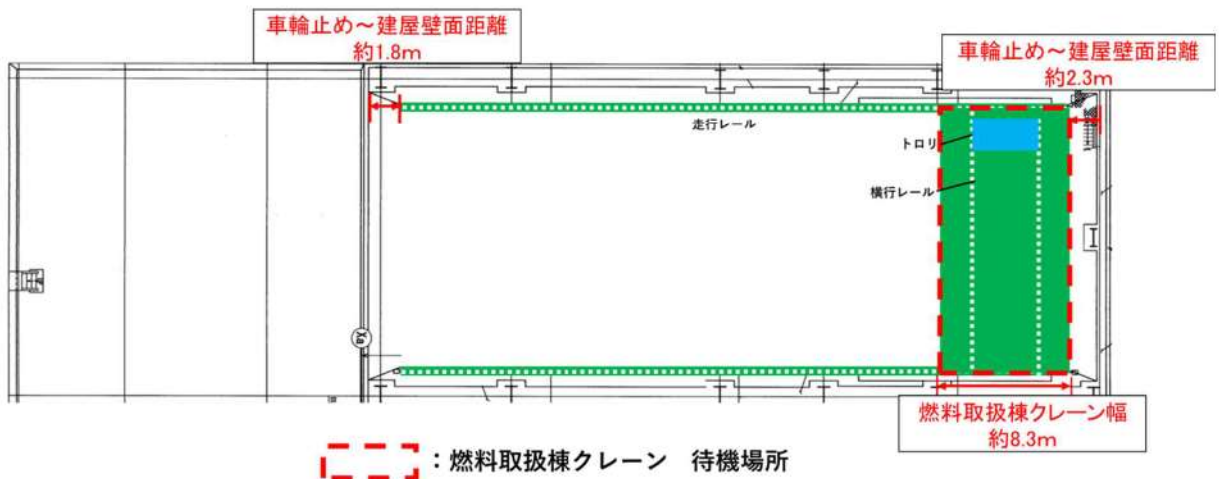 車輪止め～建屋壁面距離
約1.8m
車輪止め～建屋壁面距離
約2.3m
走行レール
トロリ
横行レール
Xa
燃料取扱棟クレーン幅
約8.3m
：燃料取扱棟クレーン　待機場所